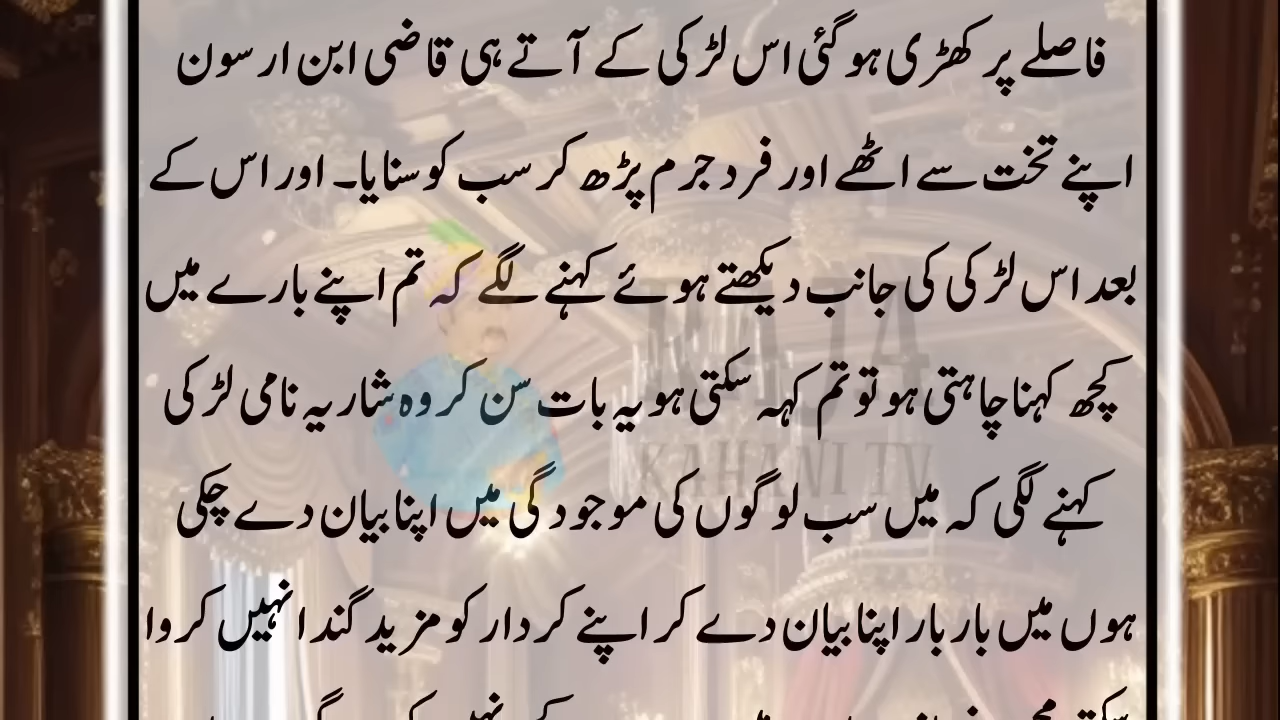 فاصلے پر کھڑی ہو گئی اس لڑکی کے آتے ہی قاضی ابن ارسون
اپنے تخت سے اٹھے اور فرد جرم پڑھ کر سب کو سنایا۔ اور اس کے
بعد اس لڑکی کی جانب دیکھتے ہوئے کہنے لگے کہ تم اپنے بارے میں
کچھ کہنا چاہتی ہو تو تم کہہ سکتی ہو یہ بات سن کر وہ شاریہ نامی لڑکی
کہنے لگی کہ میں سب لوگوں کی موجودگی میں اپنا بیان دے چکی
ہوں میں بار بار اپنا بیان دے کر اپنے کردار کو مزید گندا نہیں کروا
RAJA
KAHANI TV